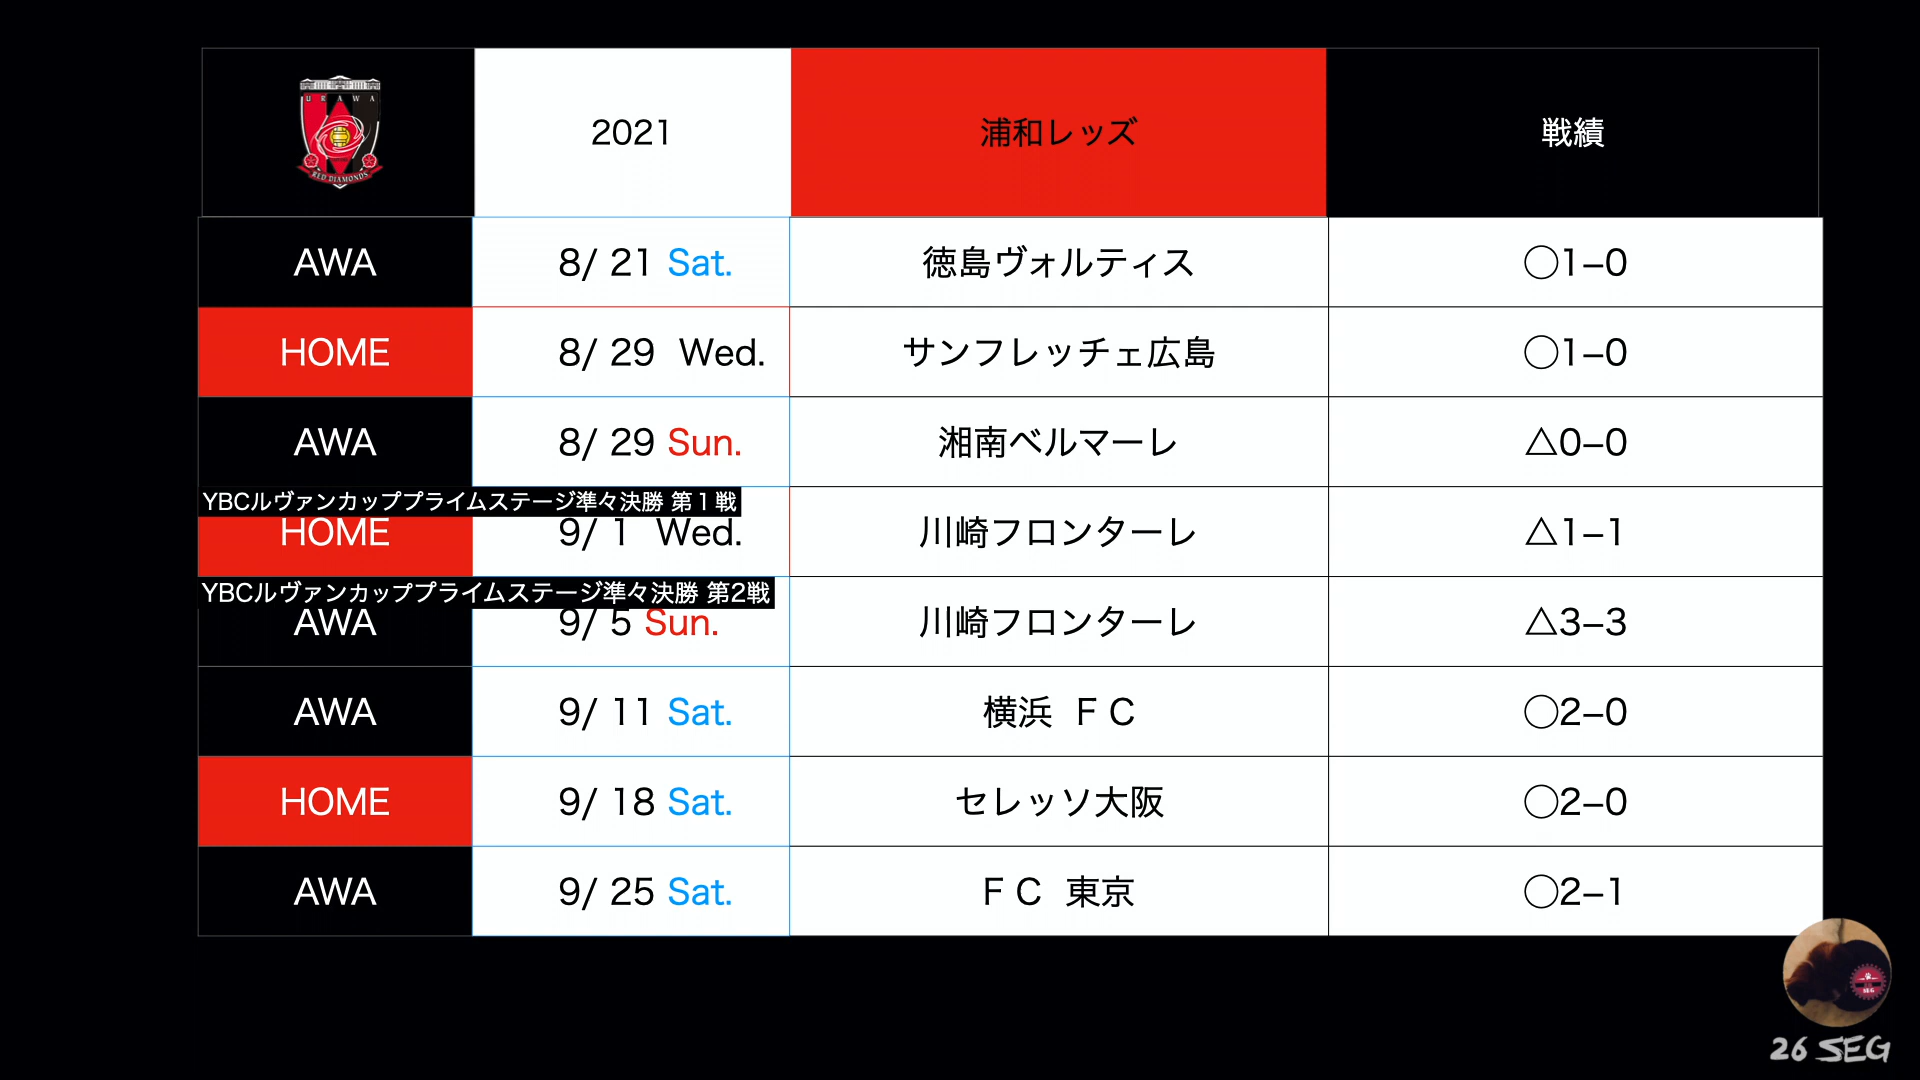 URAWA
RED DIAMONDS
2021
浦和レッズ
戦績
AWA
8/ 21 Sat.
徳島ヴォルティス
◯1–0
HOME
8/ 29 Wed.
サンフレッチェ広島
◯1–0
AWA
8/ 29 Sun.
湘南ベルマーレ
△0–0
YBCルヴァンカッププライムステージ準々決勝 第１戦
HOME
9/ 1 Wed.
川崎フロンターレ
△1–1
YBCルヴァンカッププライムステージ準々決勝 第2戦
AWA
9/ 5 Sun.
川崎フロンターレ
△3–3
AWA
9/ 11 Sat.
横浜 ＦＣ
◯2–0
HOME
9/ 18 Sat.
セレッソ大阪
◯2–0
AWA
9/ 25 Sat.
ＦＣ 東京
◯2–1
26 SEG